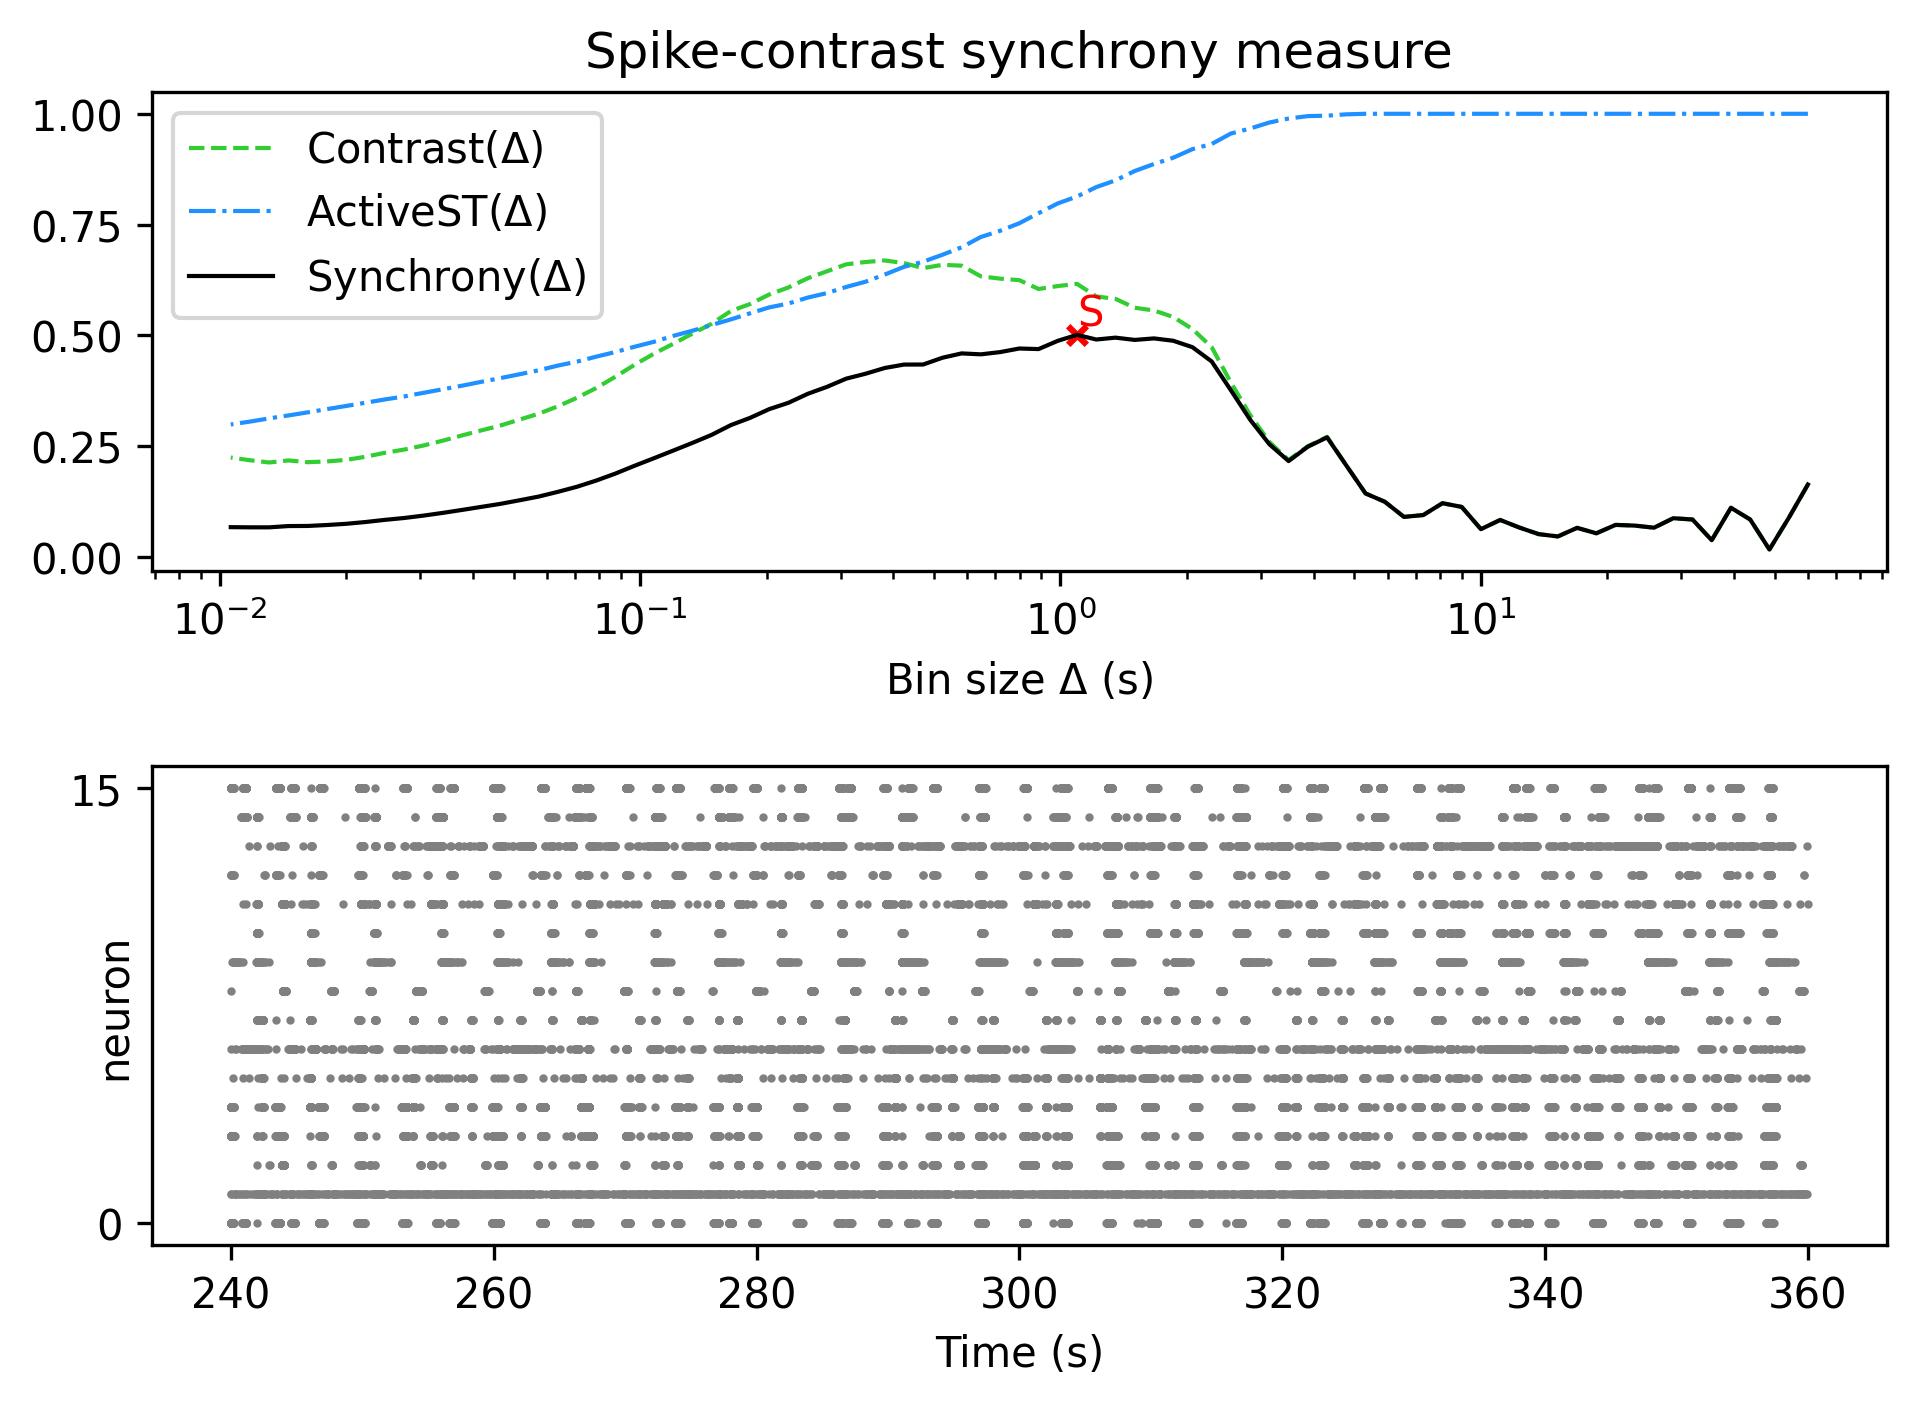 Spike-contrast synchrony measure
1.00
0.75
0.50
0.25
0.00
Contrast(Δ)
ActiveST(Δ)
Synchrony(Δ)
S
10⁻² 10⁻¹ 10⁰ 10¹
Bin size Δ (s)
15
0
neuron
240 260 280 300 320 340 360
Time (s)